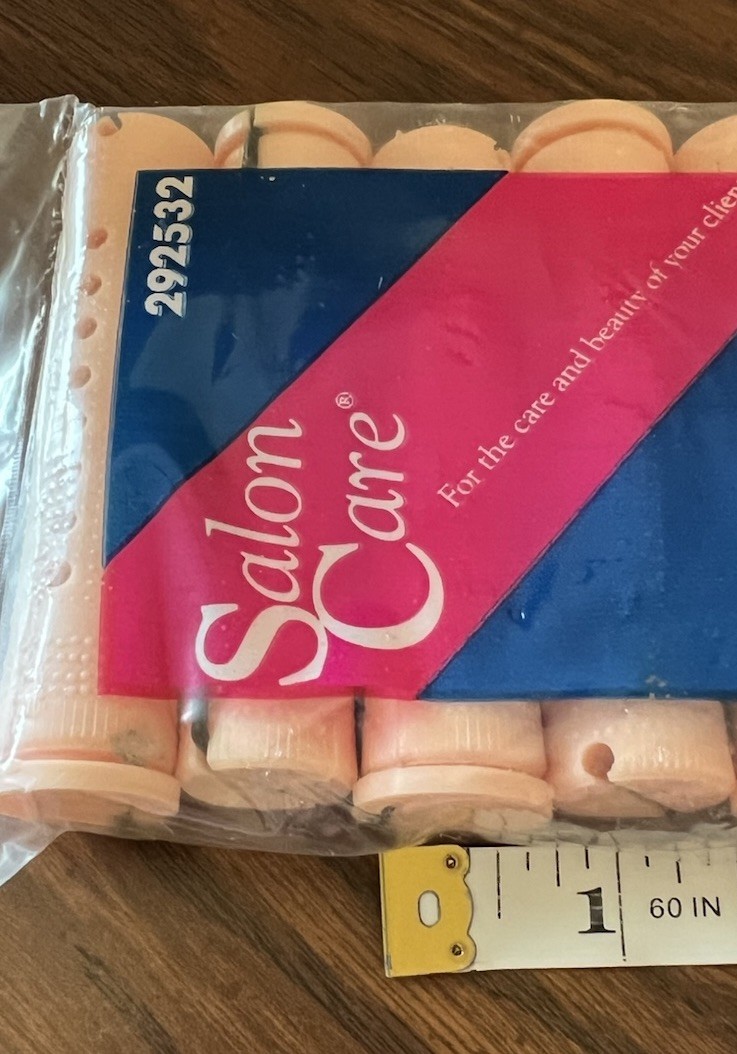 292532
Salon
Care®
For the care and beauty of your
1
60 IN